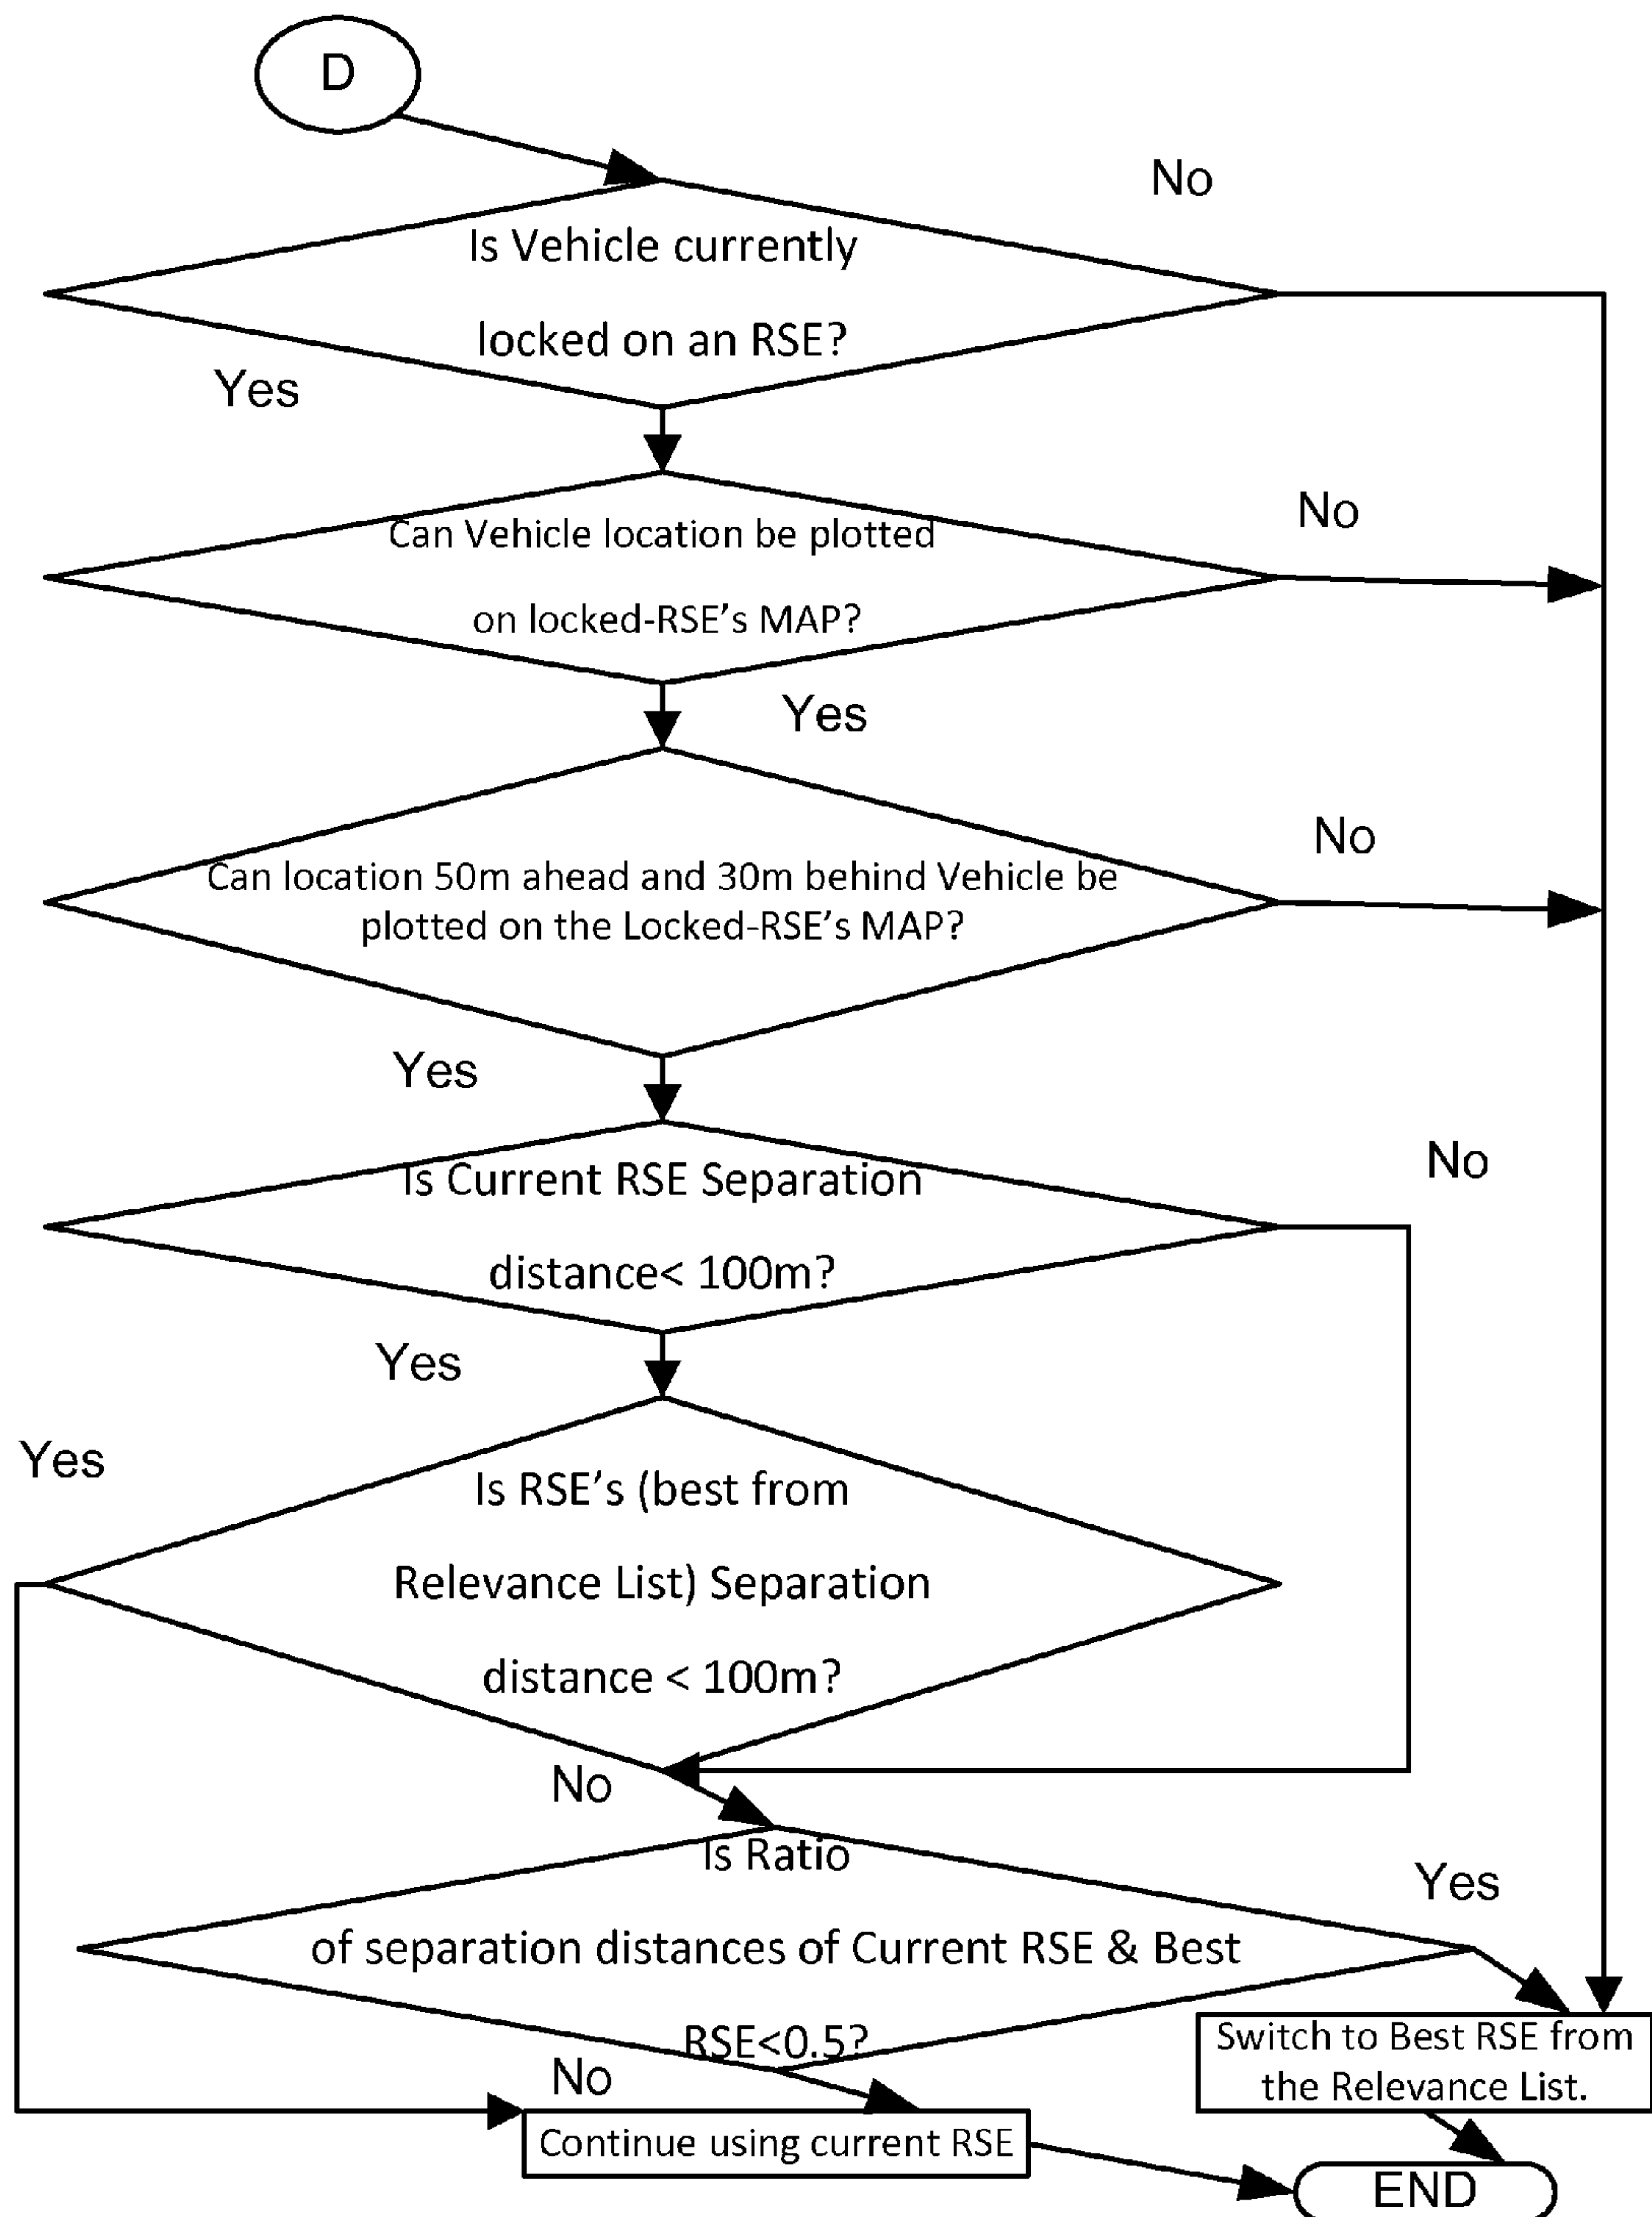 D
No
Is Vehicle currently
locked on an RSE?
Yes
No
Can Vehicle location be plotted
on locked-RSE's MAP?
Yes
No
Can location 50m ahead and 30m behind Vehicle be
plotted on the Locked-RSE's MAP?
Yes
No
Is Current RSE Separation
distance< 100m?
Yes
Yes
Is RSE's (best from
Relevance List) Separation
distance < 100m?
No
Is Ratio
Yes
of separation distances of Current RSE & Best
RSE<0.5?
No
Switch to Best RSE from
the Relevance List.
Continue using current RSE
END